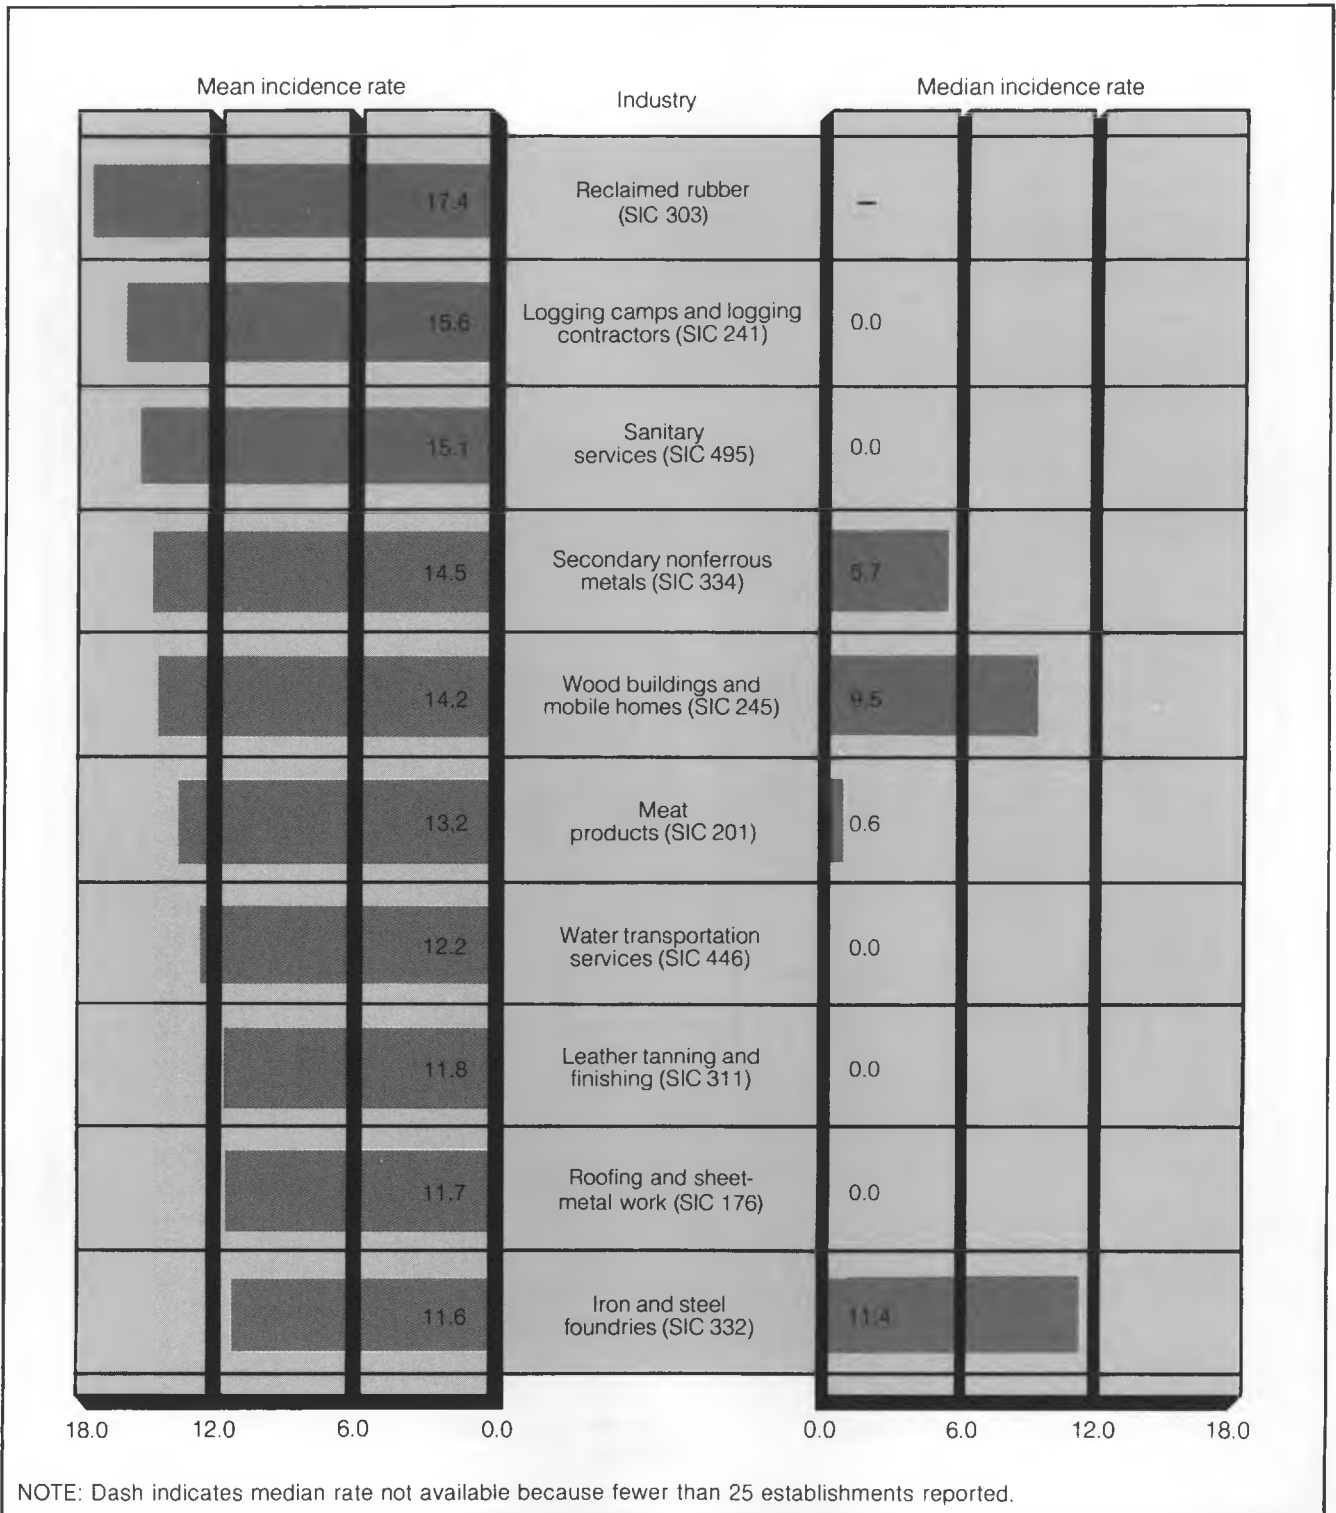 Mean incidence rate
Industry
Median incidence rate
17.4
Reclaimed rubber
(SIC 303)
–
15.6
Logging camps and logging
contractors (SIC 241)
0.0
15.1
Sanitary
services (SIC 495)
0.0
14.5
Secondary nonferrous
metals (SIC 334)
5.7
14.2
Wood buildings and
mobile homes (SIC 245)
9.5
13.2
Meat
products (SIC 201)
0.6
12.2
Water transportation
services (SIC 446)
0.0
11.8
Leather tanning and
finishing (SIC 311)
0.0
11.7
Roofing and sheet-
metal work (SIC 176)
0.0
11.6
Iron and steel
foundries (SIC 332)
11.4
18.0 12.0 6.0 0.0 0.0 6.0 12.0 18.0
NOTE: Dash indicates median rate not available because fewer than 25 establishments reported.